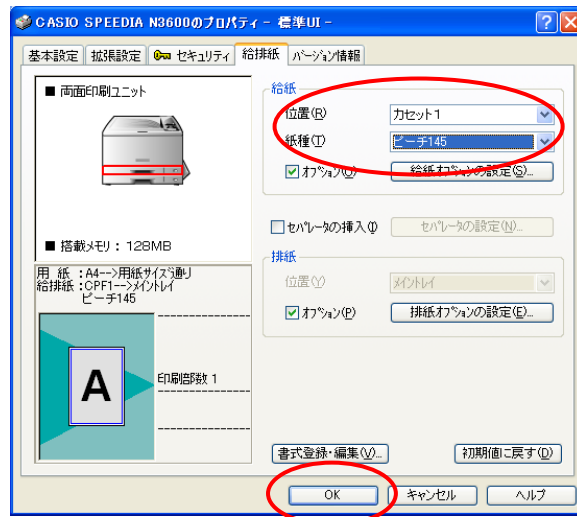 CASIO SPEEDIA N3600のプロパティ - 標準UI -
基本設定 拡張設定 セキュリティ 給排紙 バージョン情報
■ 両面印刷ユニット
■ 搭載メモリ : 128MB
用 紙 :A4-->用紙サイズ通り
給排紙:CPF1-->メイントレイ
ピーチ145
A
印刷部数 1
給紙
位置(R) カセット1
紙種(T) ピーチ145
オプション(O) 給紙オプションの設定(S)...
セパレータの挿入(I) セパレータの設定(N)...
排紙
位置(Y) メイントレイ
オプション(P) 排紙オプションの設定(E)...
書式登録・編集(V)... 初期値に戻す(D)
OK キャンセル ヘルプ